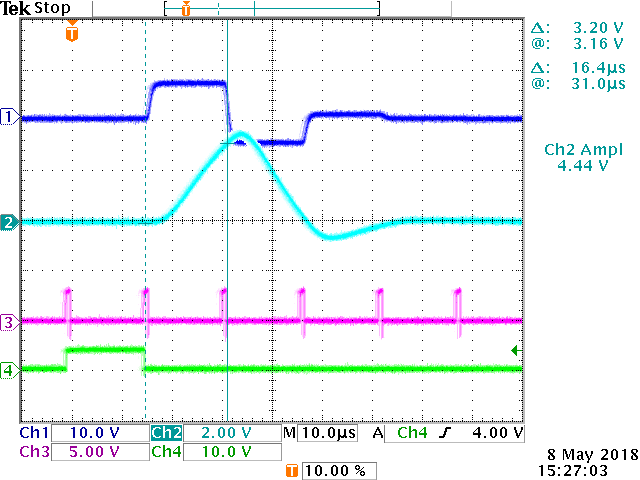 Tek Stop
T
T
Δ: 3.20 V
@: 3.16 V
Δ: 16.4µs
@: 31.0µs
Ch2 Ampl
4.44 V
1
2
3
4
Ch1 10.0 V Ch2 2.00 V M 10.0µs A Ch4 ʃ 4.00 V
Ch3 5.00 V Ch4 10.0 V
T 10.00 %
8 May 2018
15:27:03